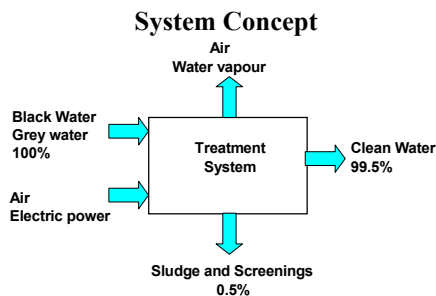 System Concept
Air
Water vapour
Black Water
Grey water
100%
Treatment
System
Clean Water
99.5%
Air
Electric power
Sludge and Screenings
0.5%